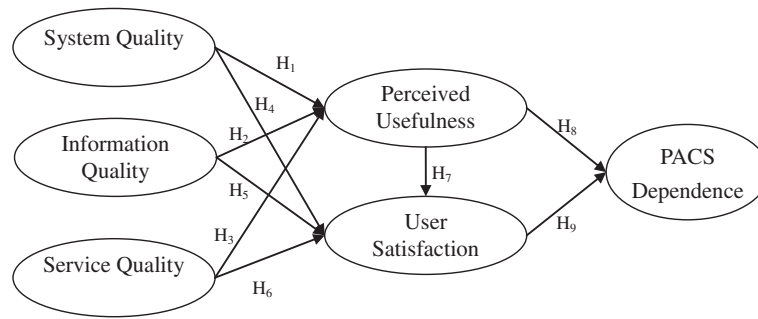 System Quality
H1
H4
Perceived
Usefulness
H2
H8
Information
Quality
PACS
Dependence
H5
H7
H3
User
Satisfaction
H9
Service Quality
H6